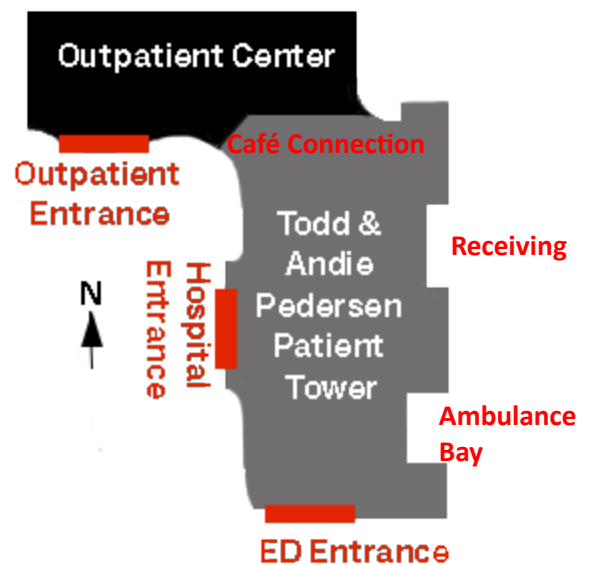 Outpatient Center
Café Connection
Outpatient
Entrance
Todd &
Andie
Pedersen
Patient
Tower
Receiving
Hospital
Entrance
N
Ambulance
Bay
ED Entrance